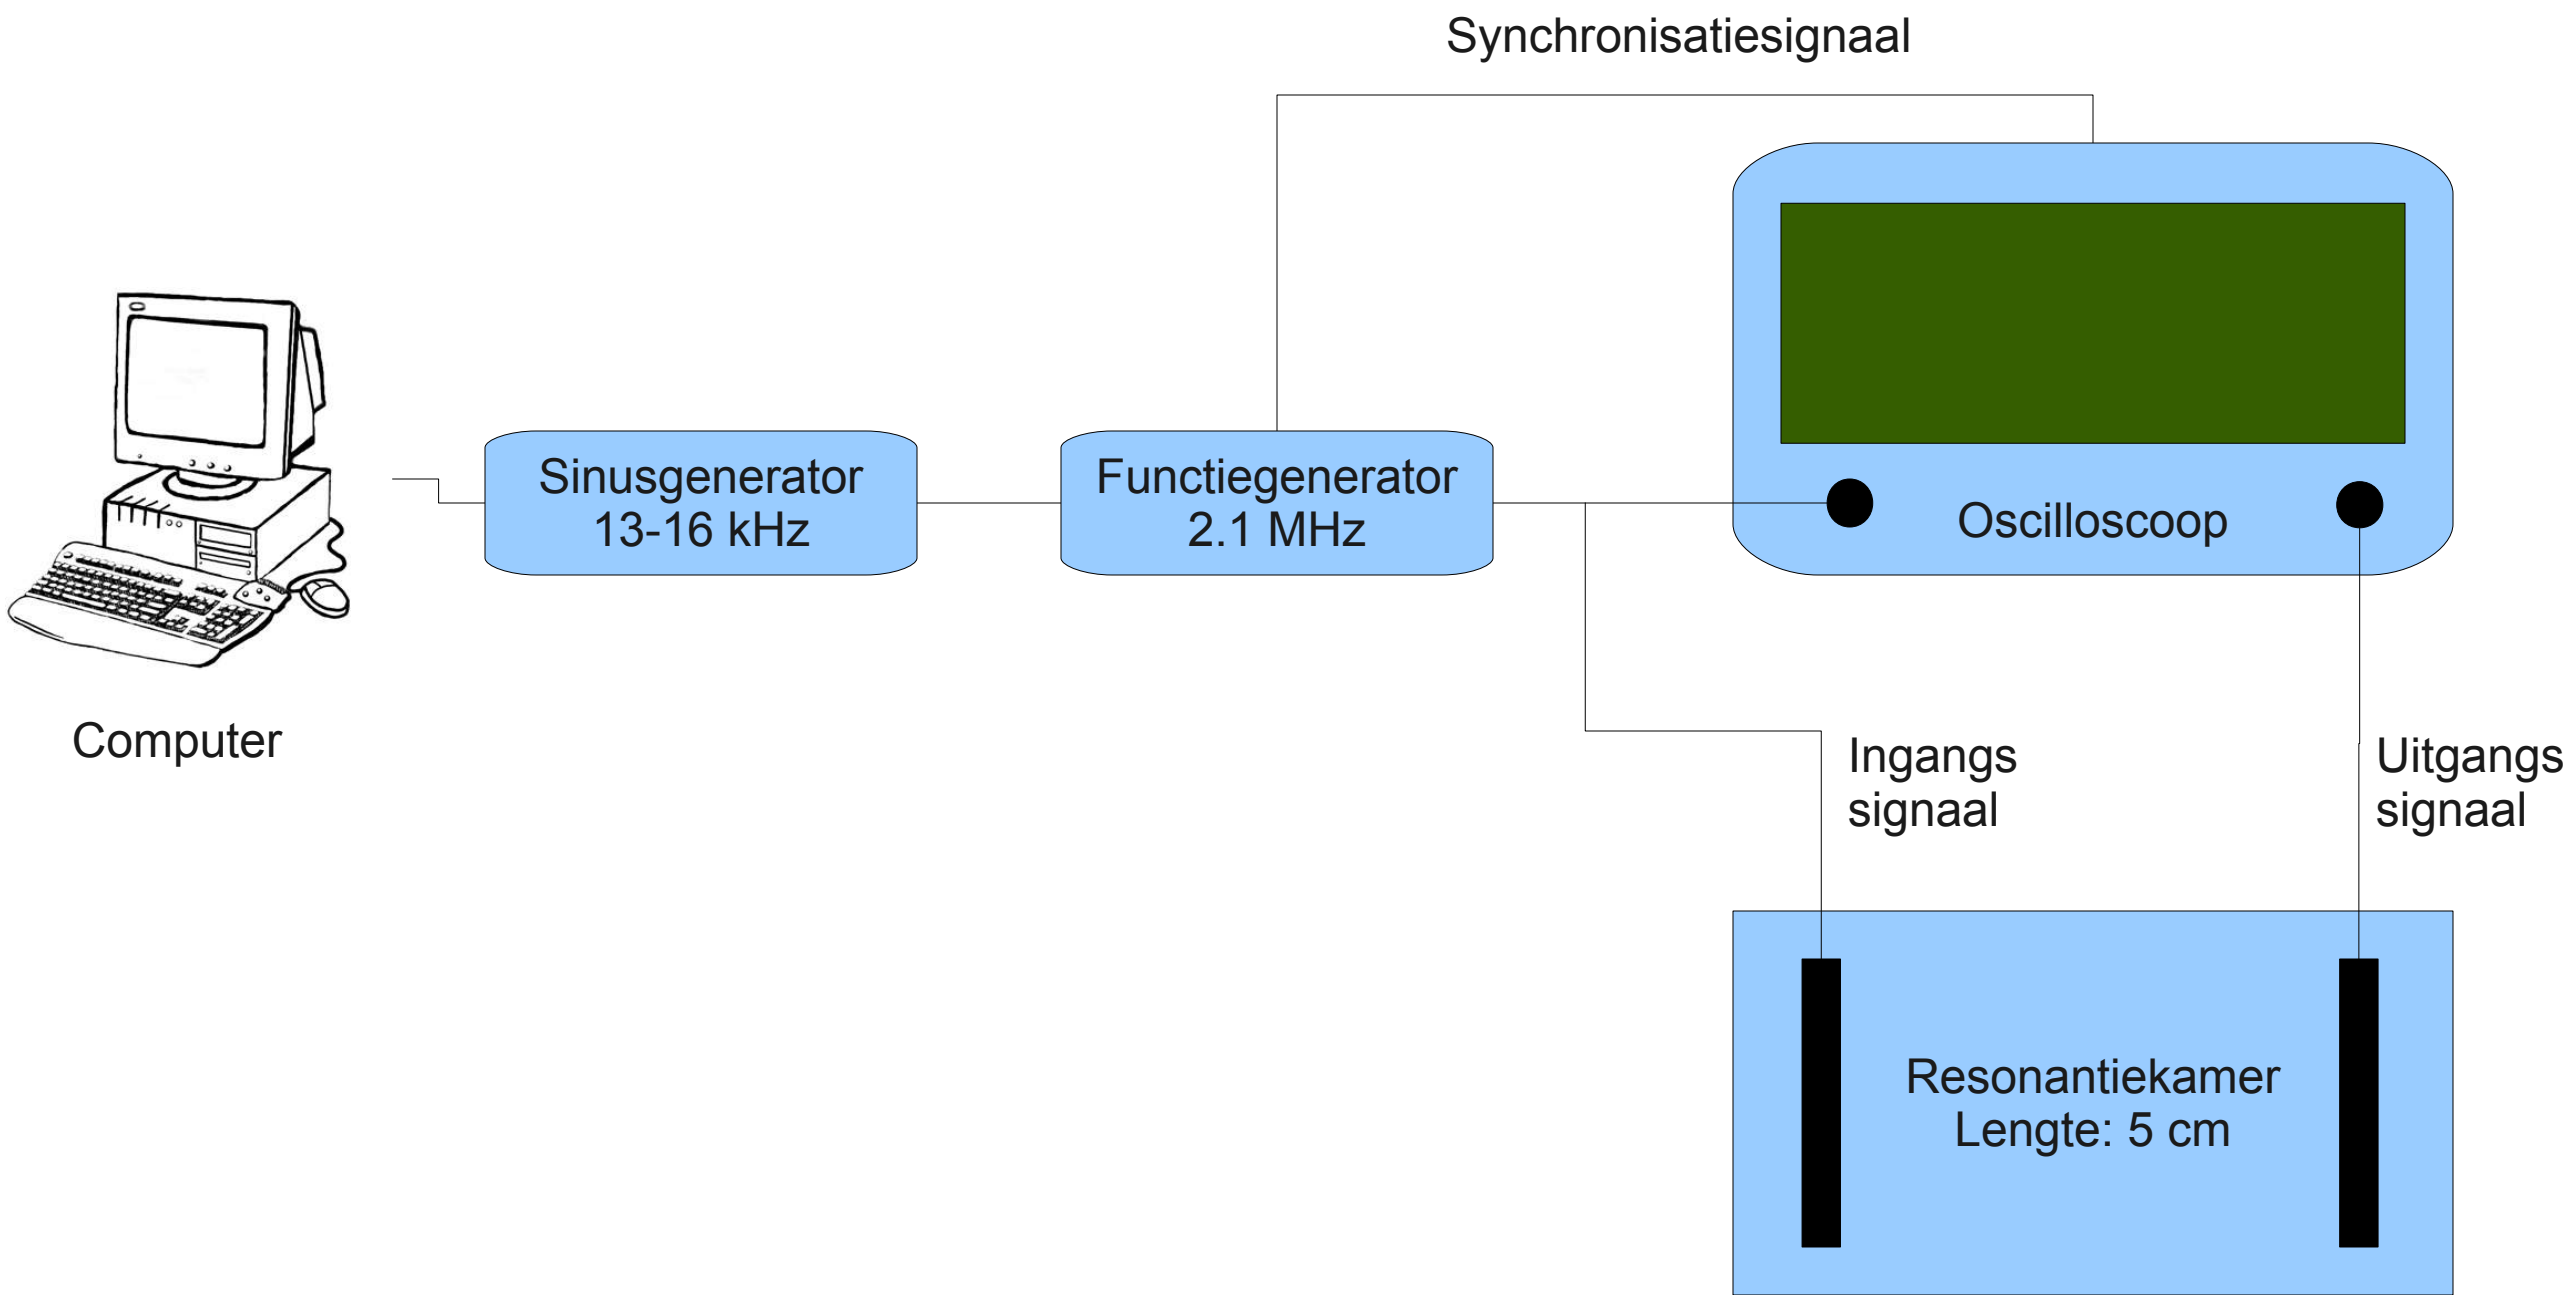 Synchronisatiesignaal
Sinusgenerator
13-16 kHz
Functiegenerator
2.1 MHz
Oscilloscoop
Computer
Ingangs
signaal
Uitgangs
signaal
Resonantiekamer
Lengte: 5 cm